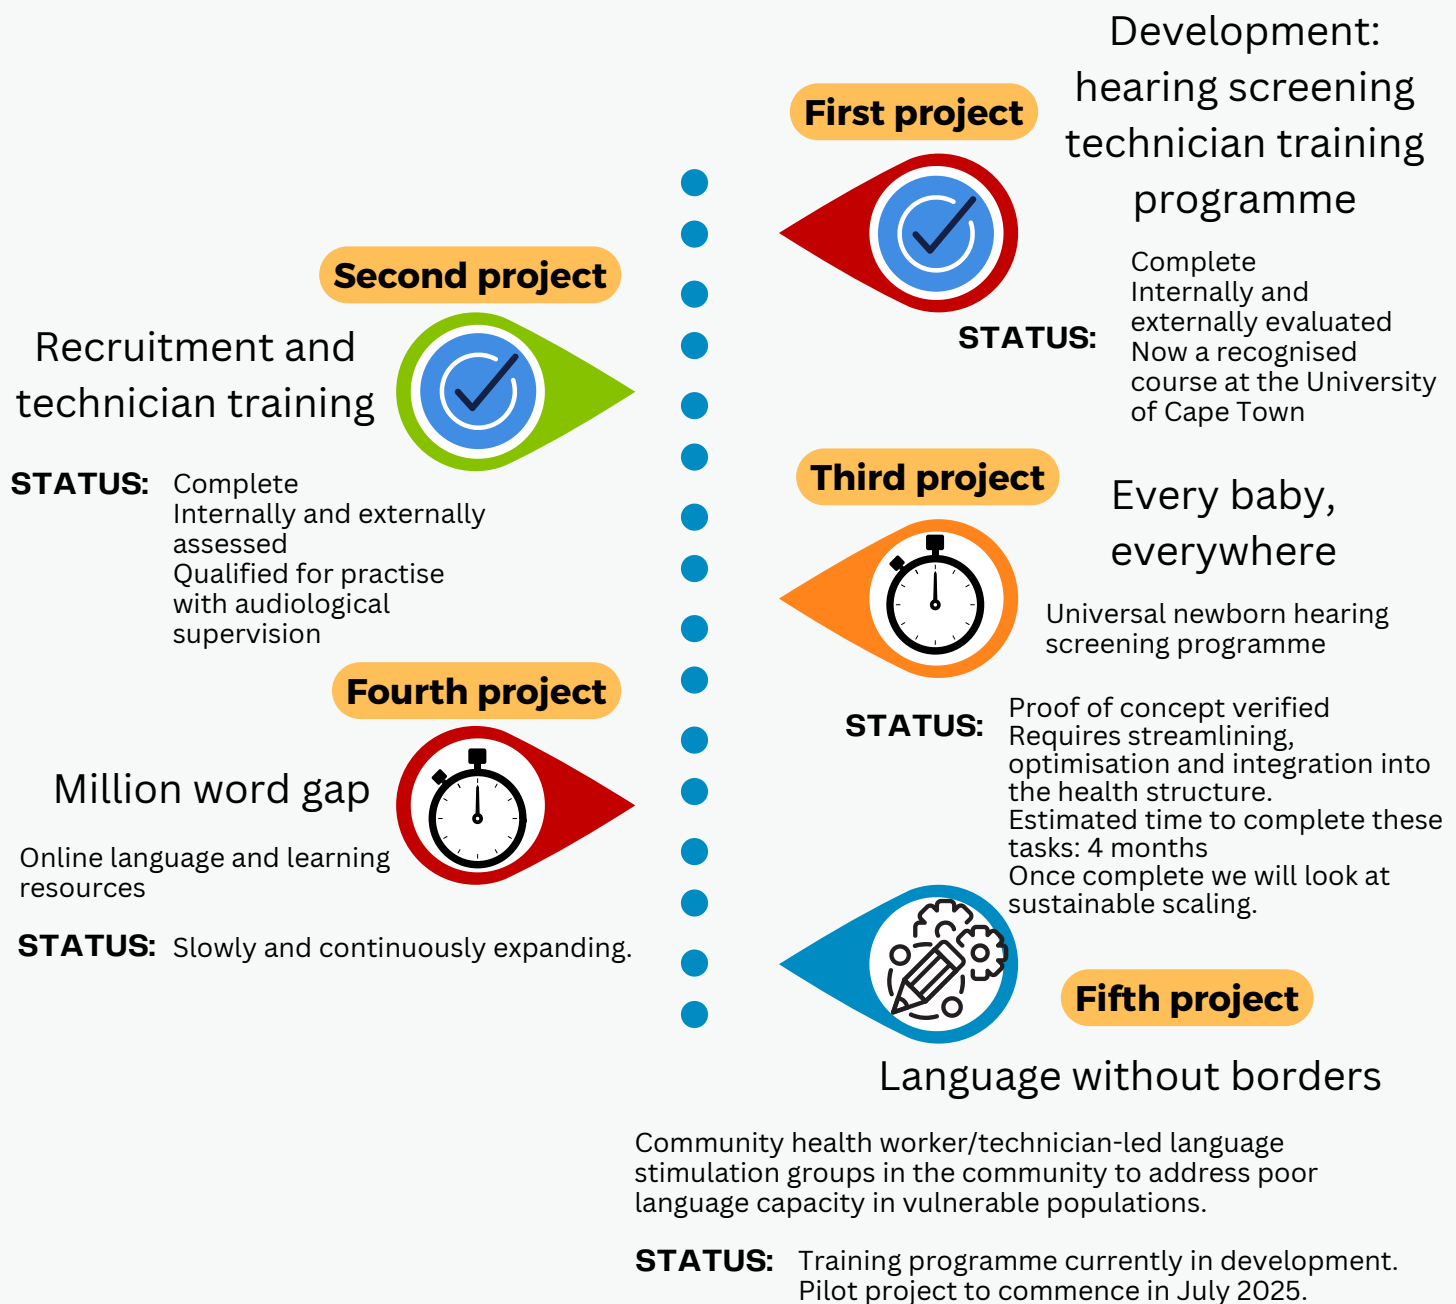 First project
Development:
hearing screening
technician training
programme
STATUS:
Complete
Internally and
externally evaluated
Now a recognised
course at the University
of Cape Town
Second project
Recruitment and
technician training
STATUS:
Complete
Internally and externally
assessed
Qualified for practise
with audiological
supervision
Third project
Every baby,
everywhere
Universal newborn hearing
screening programme
STATUS:
Proof of concept verified
Requires streamlining,
optimisation and integration into
the health structure.
Estimated time to complete these
tasks: 4 months
Once complete we will look at
sustainable scaling.
Fourth project
Million word gap
Online language and learning
resources
STATUS: Slowly and continuously expanding.
Fifth project
Language without borders
Community health worker/technician-led language
stimulation groups in the community to address poor
language capacity in vulnerable populations.
STATUS: Training programme currently in development.
Pilot project to commence in July 2025.